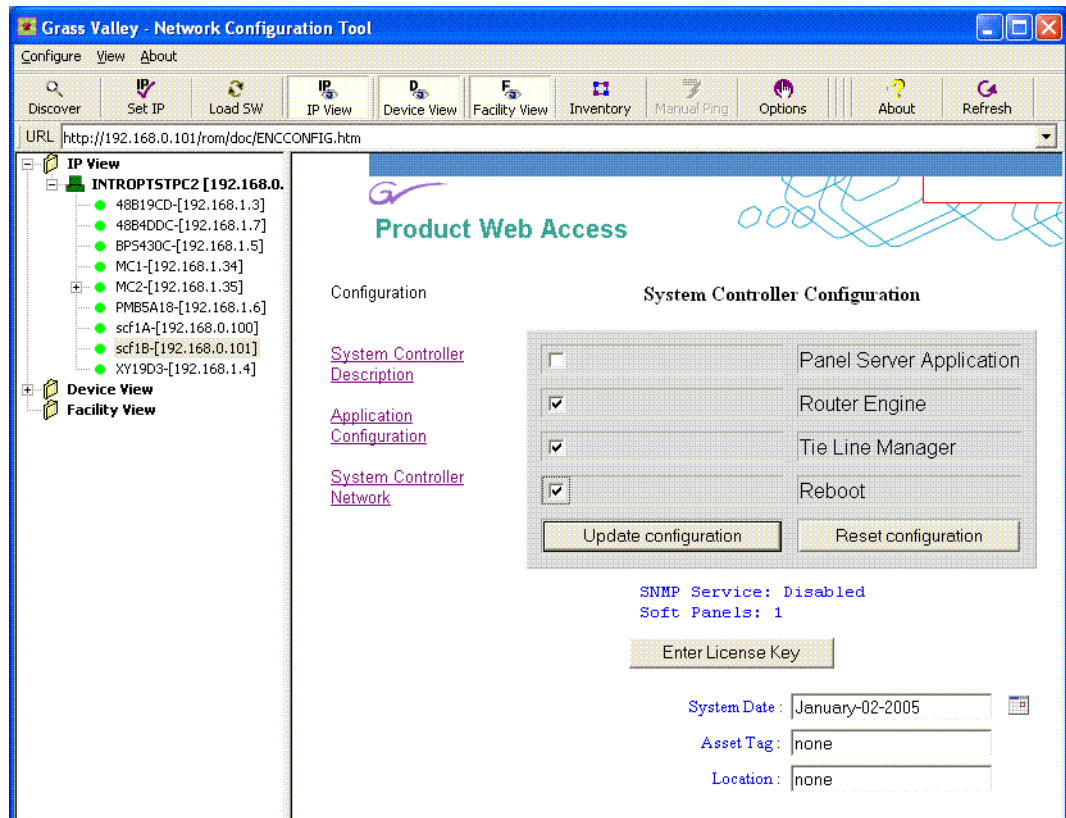 Grass Valley - Network Configuration Tool
Configure View About
Discover Set IP Load SW IP View Device View Facility View Inventory Manual Ping Options About Refresh
URL http://192.168.0.101/rom/doc/ENCCONFIG.htm
IP View
INTROPTSTPC2 [192.168.0.
48B19CD-[192.168.1.3]
48B4DDC-[192.168.1.7]
BPS430C-[192.168.1.5]
MC1-[192.168.1.34]
MC2-[192.168.1.35]
PMB5A18-[192.168.1.6]
scf1A-[192.168.0.100]
scf1B-[192.168.0.101]
XY19D3-[192.168.1.4]
Device View
Facility View
Product Web Access
Configuration
System Controller
Description
Application
Configuration
System Controller
Network
System Controller Configuration
Panel Server Application
Router Engine
Tie Line Manager
Reboot
Update configuration Reset configuration
SNMP Service: Disabled
Soft Panels: 1
Enter License Key
System Date : January-02-2005
Asset Tag : none
Location : none